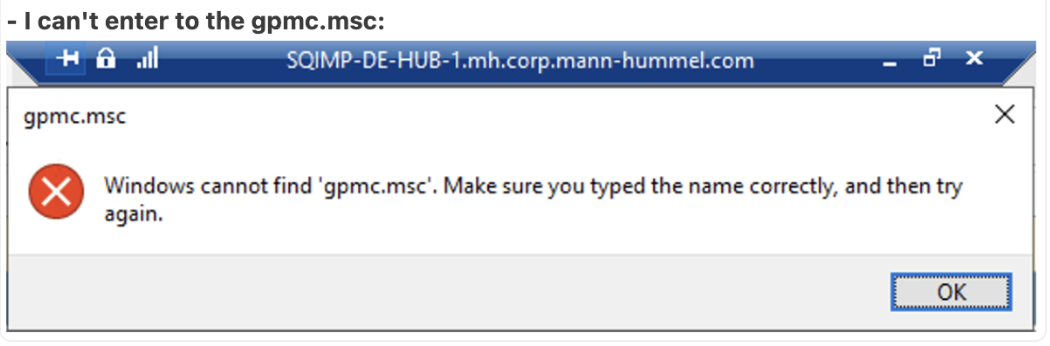 - I can't enter to the gpmc.msc:
SQIMP-DE-HUB-1.mh.corp.mann-hummel.com
gpmc.msc
Windows cannot find 'gpmc.msc'. Make sure you typed the name correctly, and then try
again.
OK